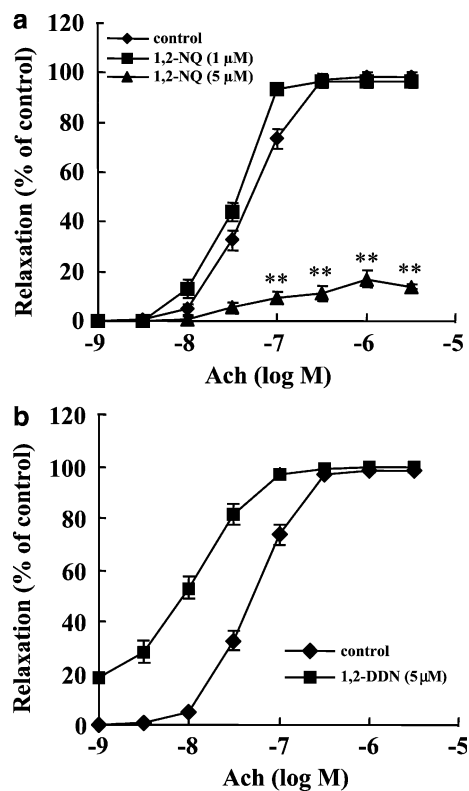 a
control
1,2-NQ (1 μM)
1,2-NQ (5 μM)
Relaxation (% of control)
120
100
80
60
40
20
0
** ** ** **
-9 -8 -7 -6 -5
Ach (log M)
b
Relaxation (% of control)
120
100
80
60
40
20
0
control
1,2-DDN (5μM)
-9 -8 -7 -6 -5
Ach (log M)